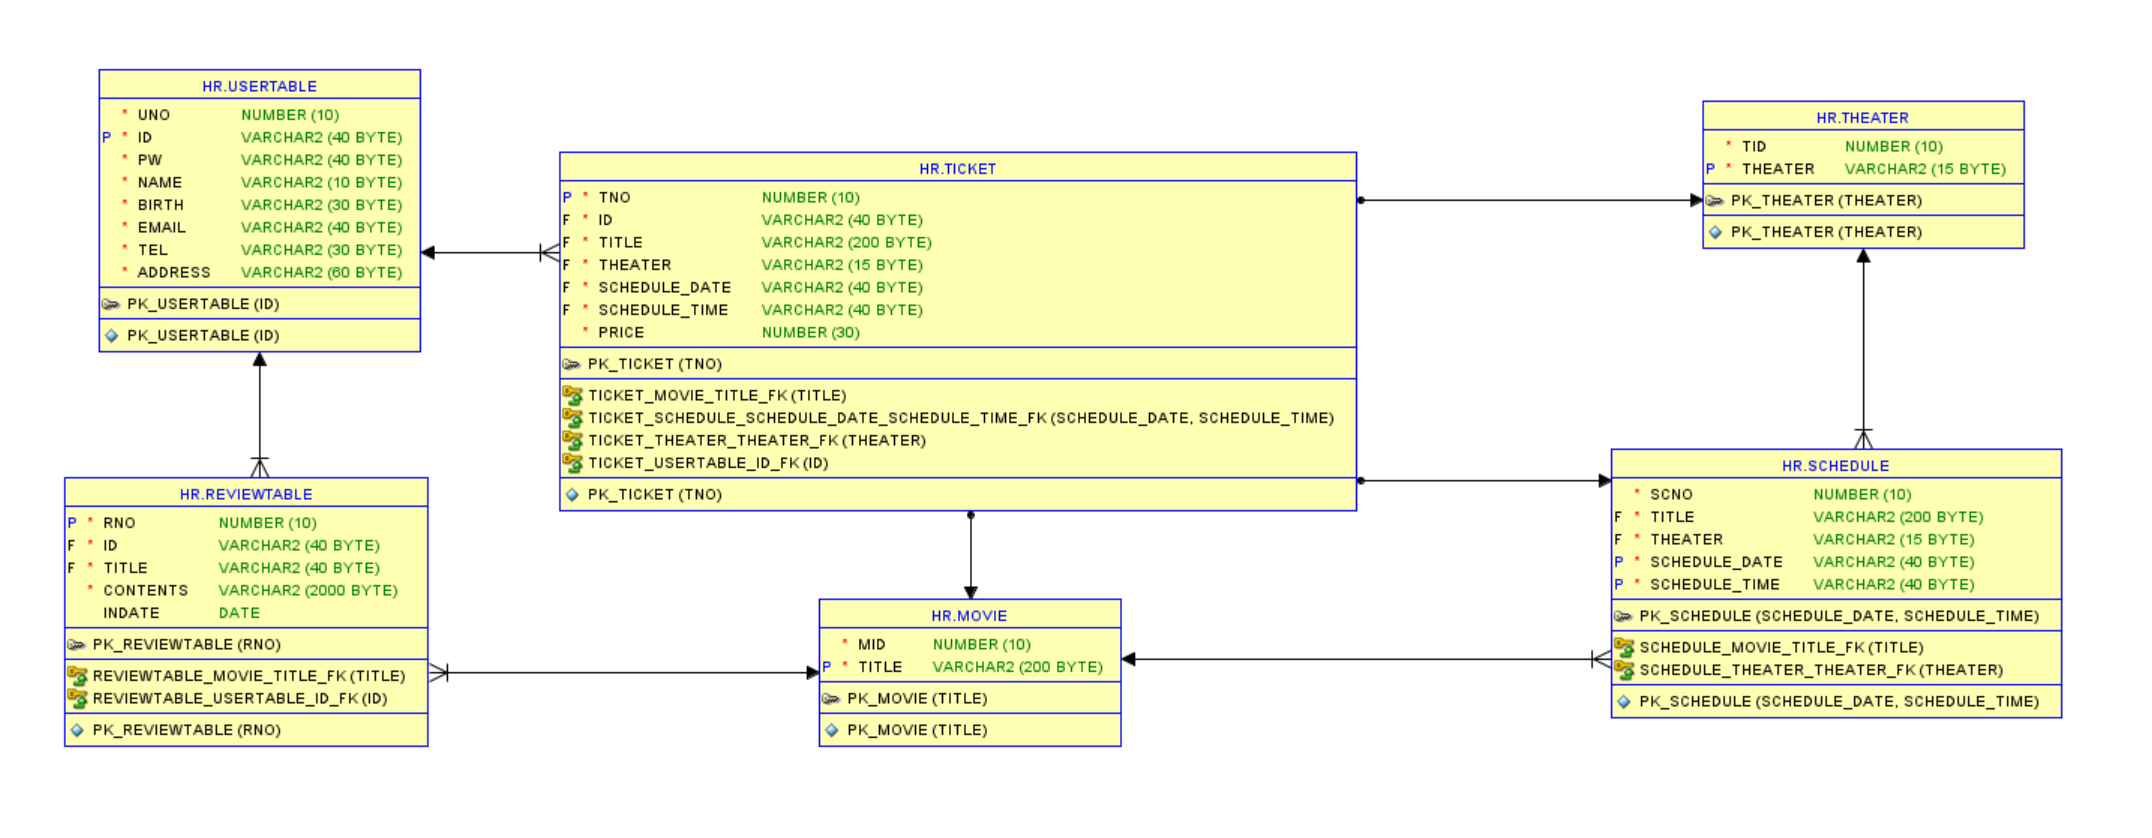 HR.USERTABLE
* UNO NUMBER (10)
P * ID VARCHAR2 (40 BYTE)
* PW VARCHAR2 (40 BYTE)
* NAME VARCHAR2 (10 BYTE)
* BIRTH VARCHAR2 (30 BYTE)
* EMAIL VARCHAR2 (40 BYTE)
* TEL VARCHAR2 (30 BYTE)
* ADDRESS VARCHAR2 (60 BYTE)
PK_USERTABLE (ID)
PK_USERTABLE (ID)
HR.TICKET
P * TNO NUMBER (10)
F * ID VARCHAR2 (40 BYTE)
F * TITLE VARCHAR2 (200 BYTE)
F * THEATER VARCHAR2 (15 BYTE)
F * SCHEDULE_DATE VARCHAR2 (40 BYTE)
F * SCHEDULE_TIME VARCHAR2 (40 BYTE)
* PRICE NUMBER (30)
PK_TICKET (TNO)
TICKET_MOVIE_TITLE_FK (TITLE)
TICKET_SCHEDULE_SCHEDULE_DATE_SCHEDULE_TIME_FK (SCHEDULE_DATE, SCHEDULE_TIME)
TICKET_THEATER_THEATER_FK (THEATER)
TICKET_USERTABLE_ID_FK (ID)
PK_TICKET (TNO)
HR.THEATER
* TID NUMBER (10)
P * THEATER VARCHAR2 (15 BYTE)
PK_THEATER (THEATER)
PK_THEATER (THEATER)
HR.REVIEWTABLE
P * RNO NUMBER (10)
F * ID VARCHAR2 (40 BYTE)
F * TITLE VARCHAR2 (40 BYTE)
* CONTENTS VARCHAR2 (2000 BYTE)
INDATE DATE
PK_REVIEWTABLE (RNO)
REVIEWTABLE_MOVIE_TITLE_FK (TITLE)
REVIEWTABLE_USERTABLE_ID_FK (ID)
PK_REVIEWTABLE (RNO)
HR.MOVIE
* MID NUMBER (10)
P * TITLE VARCHAR2 (200 BYTE)
PK_MOVIE (TITLE)
PK_MOVIE (TITLE)
HR.SCHEDULE
* SCNO NUMBER (10)
F * TITLE VARCHAR2 (200 BYTE)
F * THEATER VARCHAR2 (15 BYTE)
P * SCHEDULE_DATE VARCHAR2 (40 BYTE)
P * SCHEDULE_TIME VARCHAR2 (40 BYTE)
PK_SCHEDULE (SCHEDULE_DATE, SCHEDULE_TIME)
SCHEDULE_MOVIE_TITLE_FK (TITLE)
SCHEDULE_THEATER_THEATER_FK (THEATER)
PK_SCHEDULE (SCHEDULE_DATE, SCHEDULE_TIME)